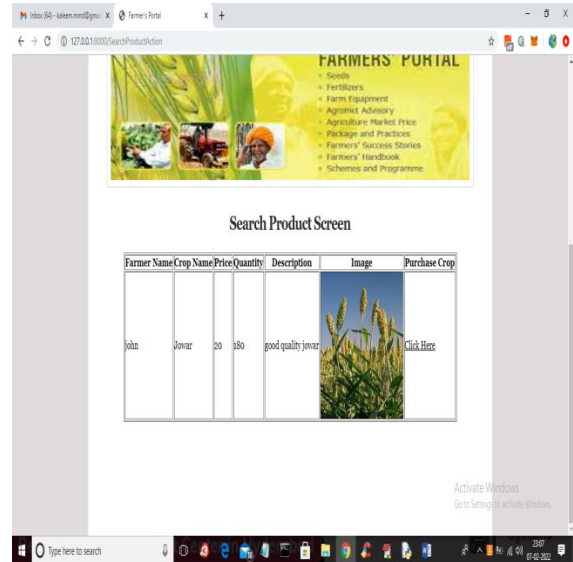 Inbox (64) - kaleem.mmd@gmai
Farmer's Portal
127.0.0.1:8000/SearchProductAction
FARMERS' PORTAL
Seeds
Fertilizers
Farm Equipment
Agromet Advisory
Agriculture Market Price
Package and Practices
Farmers' Success Stories
Farmers' Handbook
Schemes and Programme
Search Product Screen
Farmer Name Crop Name Price Quantity Description Image Purchase Crop
john Jowar 20 180 good quality jowar Click Here
Activate Windows
Go to Settings to activate Windows.
Type here to search
23:07
07-02-2022